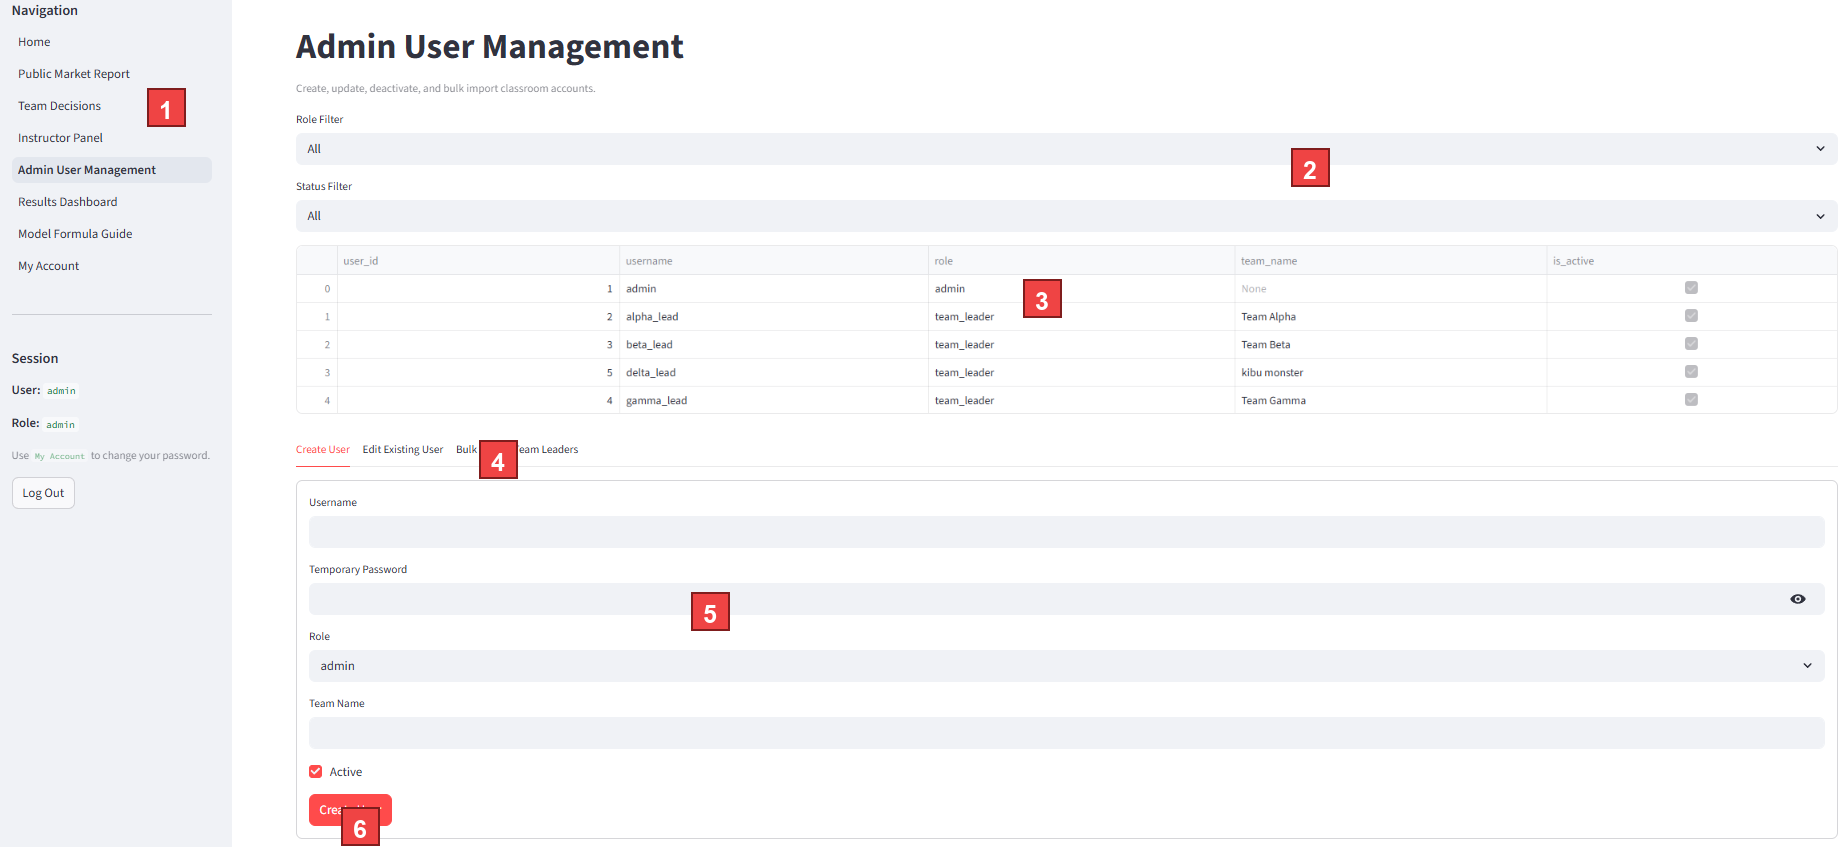 Navigation
Home
Public Market Report
Team Decisions
1
Instructor Panel
Admin User Management
Results Dashboard
Model Formula Guide
My Account
Session
User: admin
Role: admin
Use My Account to change your password.
Log Out
Admin User Management
Create, update, deactivate, and bulk import classroom accounts.
Role Filter
All
2
Status Filter
All
user_id username role team_name is_active
0 1 admin admin None
3
1 2 alpha_lead team_leader Team Alpha
2 3 beta_lead team_leader Team Beta
3 5 delta_lead team_leader kibu monster
4 4 gamma_lead team_leader Team Gamma
Create User Edit Existing User Bulk Team Leaders
4
Username
Temporary Password
5
Role
admin
Team Name
Active
6